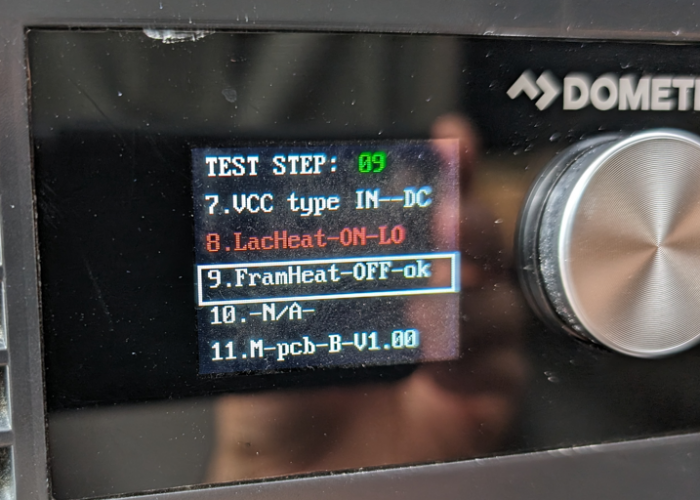 DOMETI
TEST STEP: 09
7.VCC type IN--DC
8.LacHeat-ON-LO
9.FramHeat-OFF-ok
10.-N/A-
11.M-pcb-B-V1.00